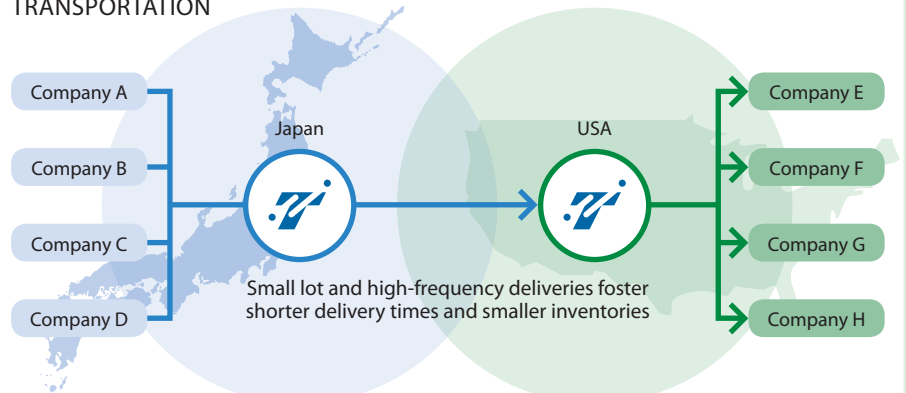 TRANSPORTATION
Company A
Company B
Company C
Company D
Japan
USA
Small lot and high-frequency deliveries foster
shorter delivery times and smaller inventories
Company E
Company F
Company G
Company H